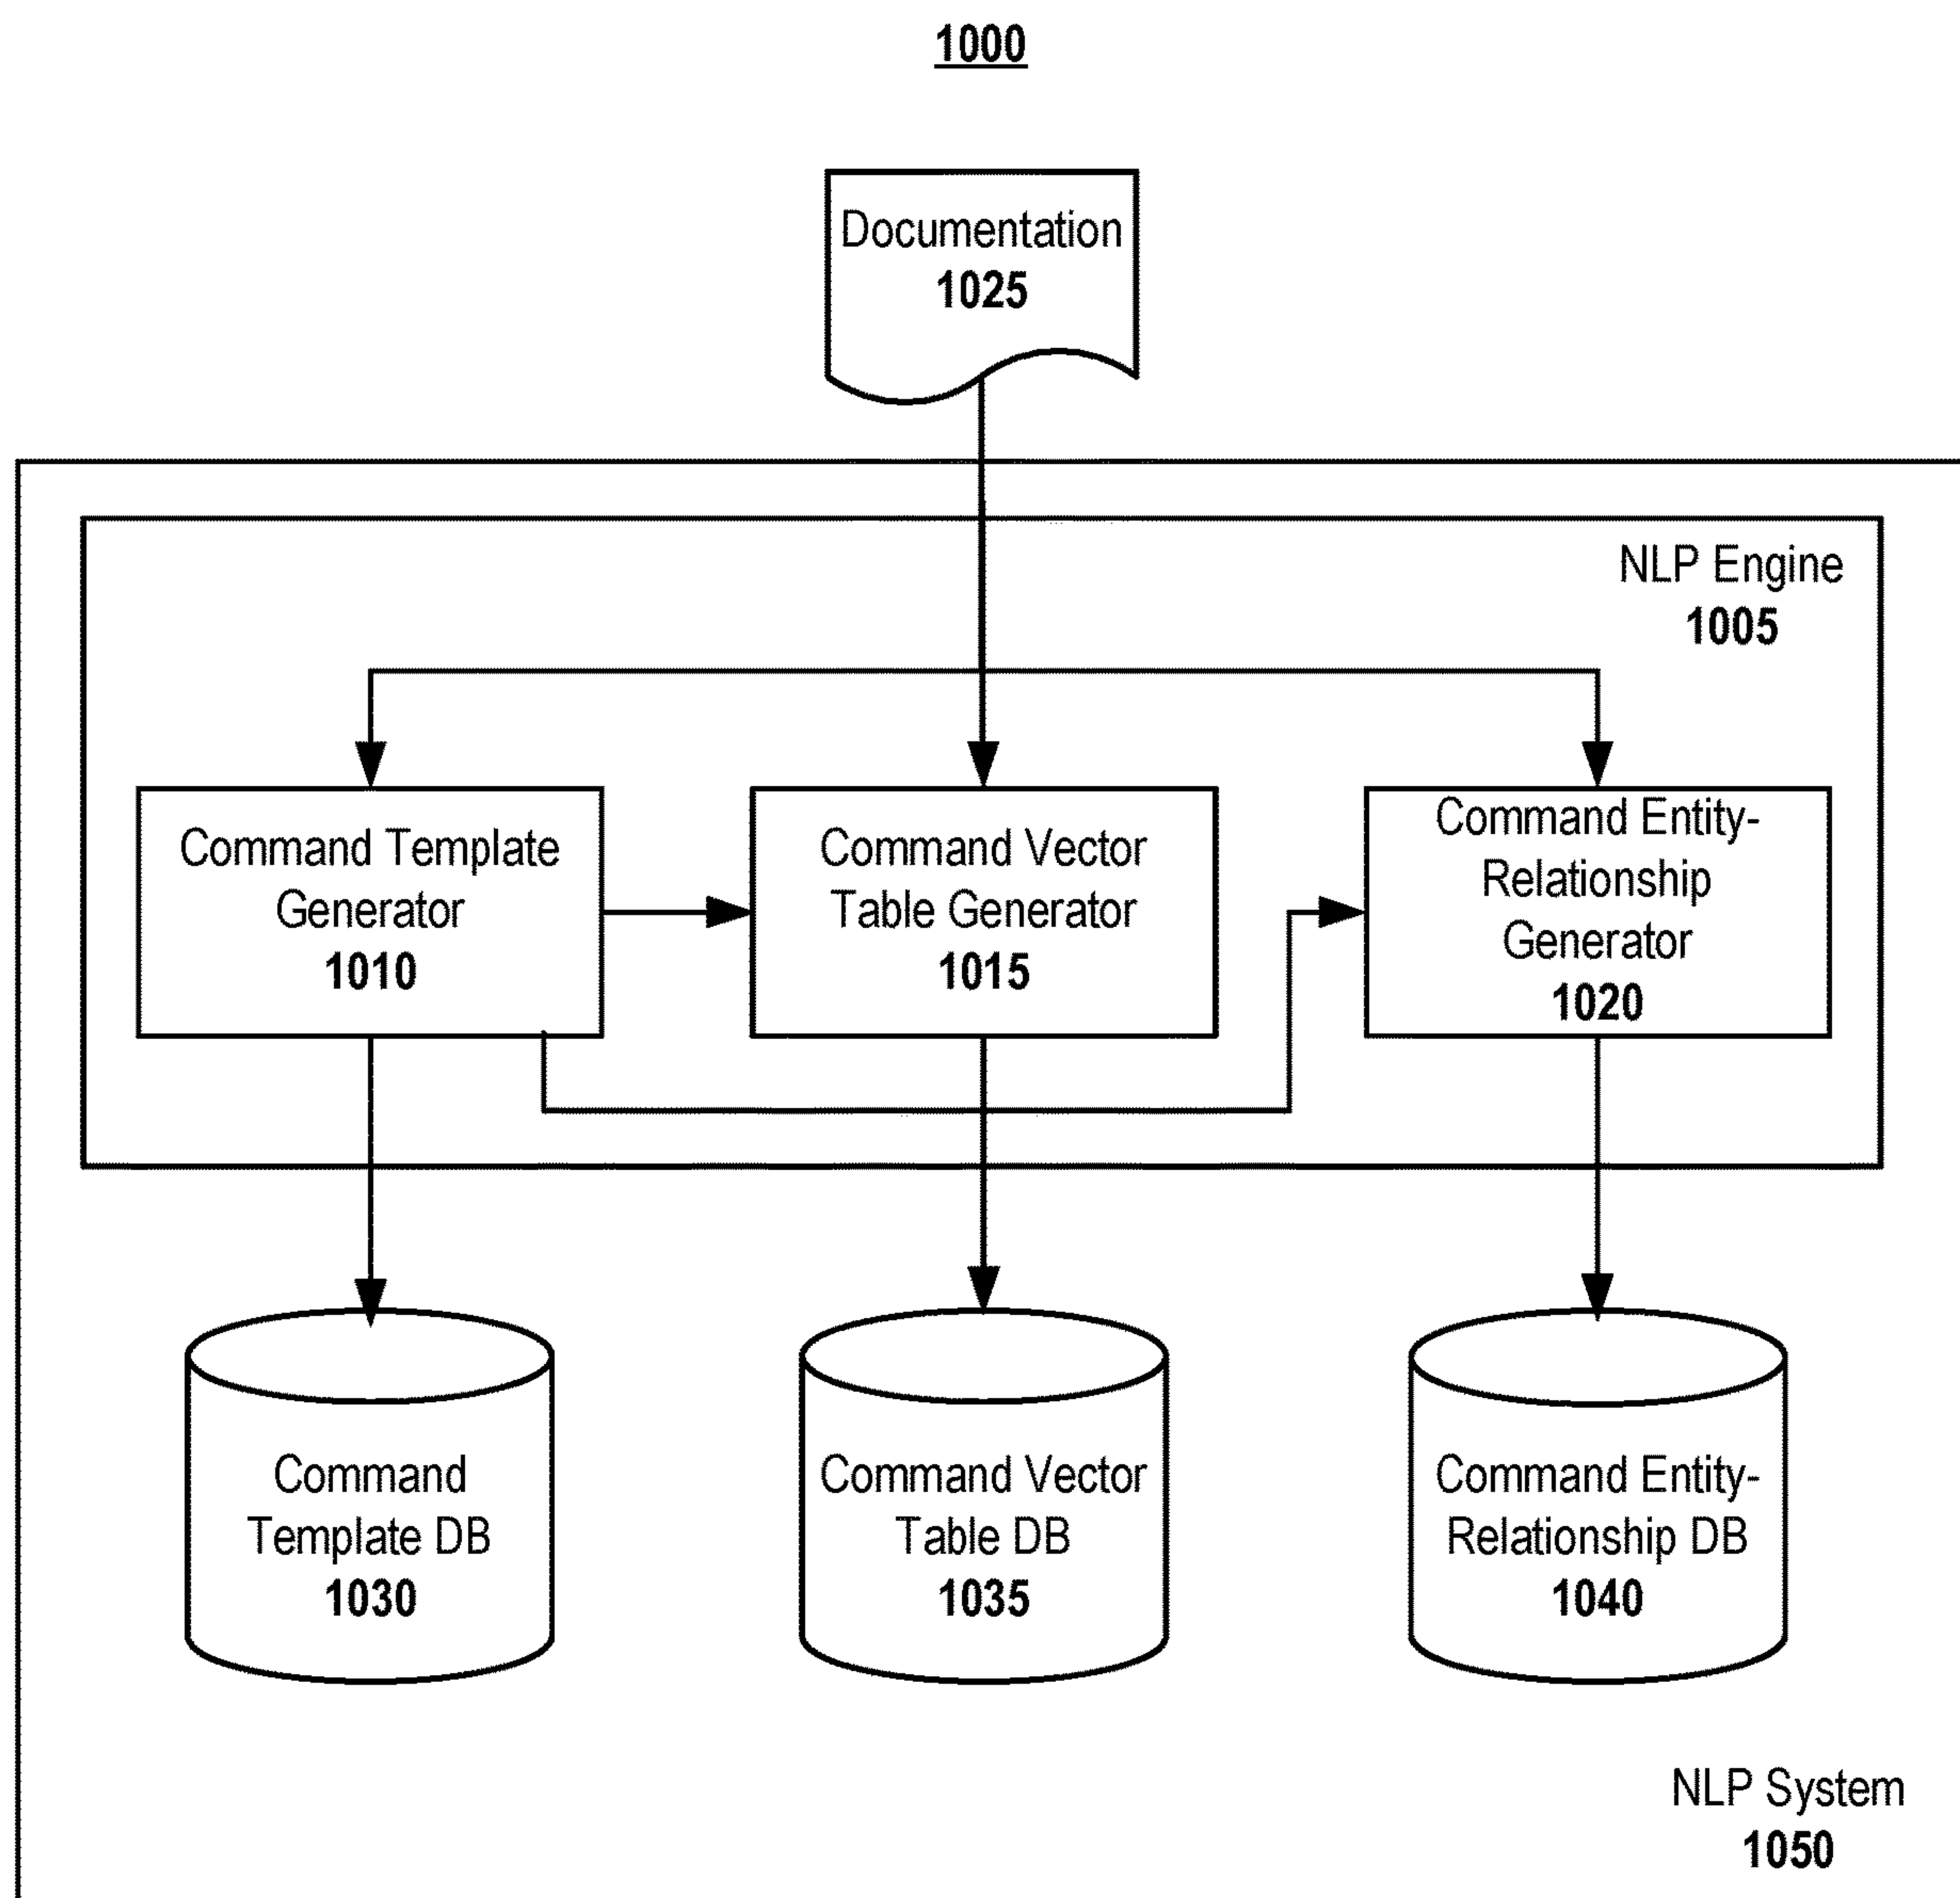 1000
Documentation
1025
NLP Engine
1005
Command Template
Generator
1010
Command Vector
Table Generator
1015
Command Entity-
Relationship
Generator
1020
Command
Template DB
1030
Command Vector
Table DB
1035
Command Entity-
Relationship DB
1040
NLP System
1050